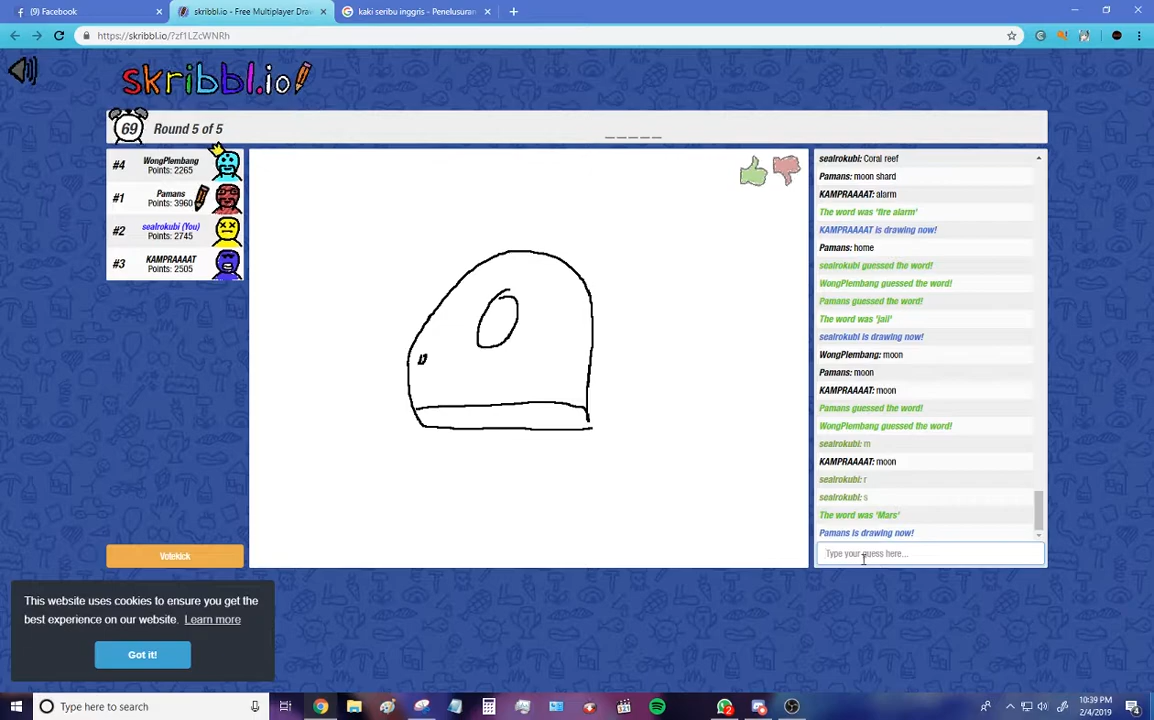 (9) Facebook
skribbl.io - Free Multiplayer Draw
kaki seribu inggris - Penelusuran
https://skribbl.io/?zf1LZcWNRh
skribbl.io
69
Round 5 of 5
_ _ _ _ _
#4
WongPlembang
Points: 2265
#1
Pamans
Points: 3960
#2
sealrokubi (You)
Points: 2745
#3
KAMPRAAAAT
Points: 2505
Votekick
sealrokubi: Coral reef
Pamans: moon shard
KAMPRAAAAT: alarm
The word was 'fire alarm'
KAMPRAAAAT is drawing now!
Pamans: home
sealrokubi guessed the word!
WongPlembang guessed the word!
Pamans guessed the word!
The word was 'jail'
sealrokubi is drawing now!
WongPlembang: moon
Pamans: moon
KAMPRAAAAT: moon
Pamans guessed the word!
WongPlembang guessed the word!
sealrokubi: m
KAMPRAAAAT: moon
sealrokubi: r
sealrokubi: s
The word was 'Mars'
Pamans is drawing now!
Type your guess here...
This website uses cookies to ensure you get the
best experience on our website. Learn more
Got it!
Type here to search
2
10:39 PM
2/4/2019
4